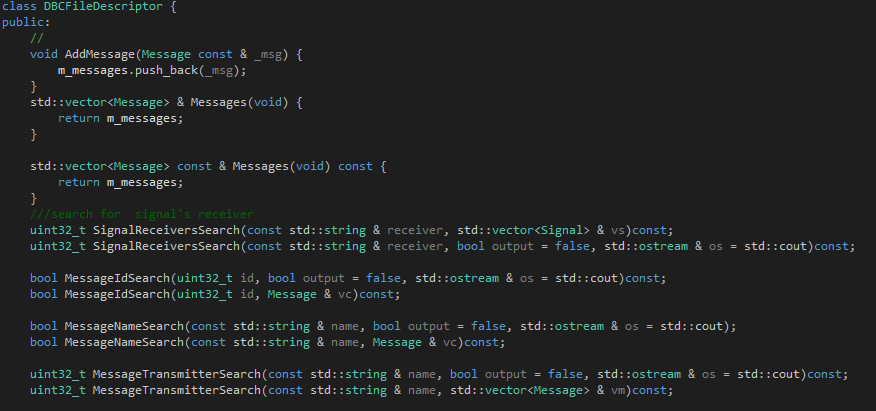 class DBCFileDescriptor {
public:
    //
    void AddMessage(Message const & _msg) {
        m_messages.push_back(_msg);
    }
    std::vector<Message> & Messages(void) {
        return m_messages;
    }

    std::vector<Message> const & Messages(void) const {
        return m_messages;
    }
    ///search for  signal's receiver
    uint32_t SignalReceiversSearch(const std::string & receiver, std::vector<Signal> & vs)const;
    uint32_t SignalReceiversSearch(const std::string & receiver, bool output = false, std::ostream & os = std::cout)const;

    bool MessageIdSearch(uint32_t id, bool output = false, std::ostream & os = std::cout)const;
    bool MessageIdSearch(uint32_t id, Message & vc)const;

    bool MessageNameSearch(const std::string & name, bool output = false, std::ostream & os = std::cout);
    bool MessageNameSearch(const std::string & name, Message & vc)const;

    uint32_t MessageTransmitterSearch(const std::string & name, bool output = false, std::ostream & os = std::cout)const;
    uint32_t MessageTransmitterSearch(const std::string & name, std::vector<Message> & vm)const;